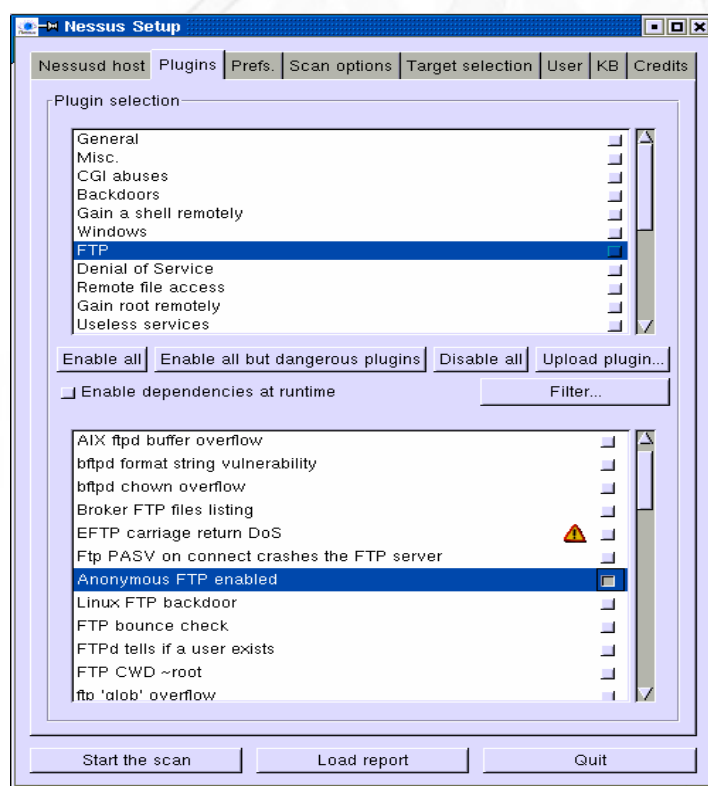 Nessus Setup
Nessusd host Plugins Prefs. Scan options Target selection User KB Credits
Plugin selection
General
Misc.
CGI abuses
Backdoors
Gain a shell remotely
Windows
FTP
Denial of Service
Remote file access
Gain root remotely
Useless services
Enable all Enable all but dangerous plugins Disable all Upload plugin...
Enable dependencies at runtime Filter...
AIX ftpd buffer overflow
bftpd format string vulnerability
bftpd chown overflow
Broker FTP files listing
EFTP carriage return DoS
Ftp PASV on connect crashes the FTP server
Anonymous FTP enabled
Linux FTP backdoor
FTP bounce check
FTPd tells if a user exists
FTP CWD ~root
ftp 'glob' overflow
Start the scan Load report Quit